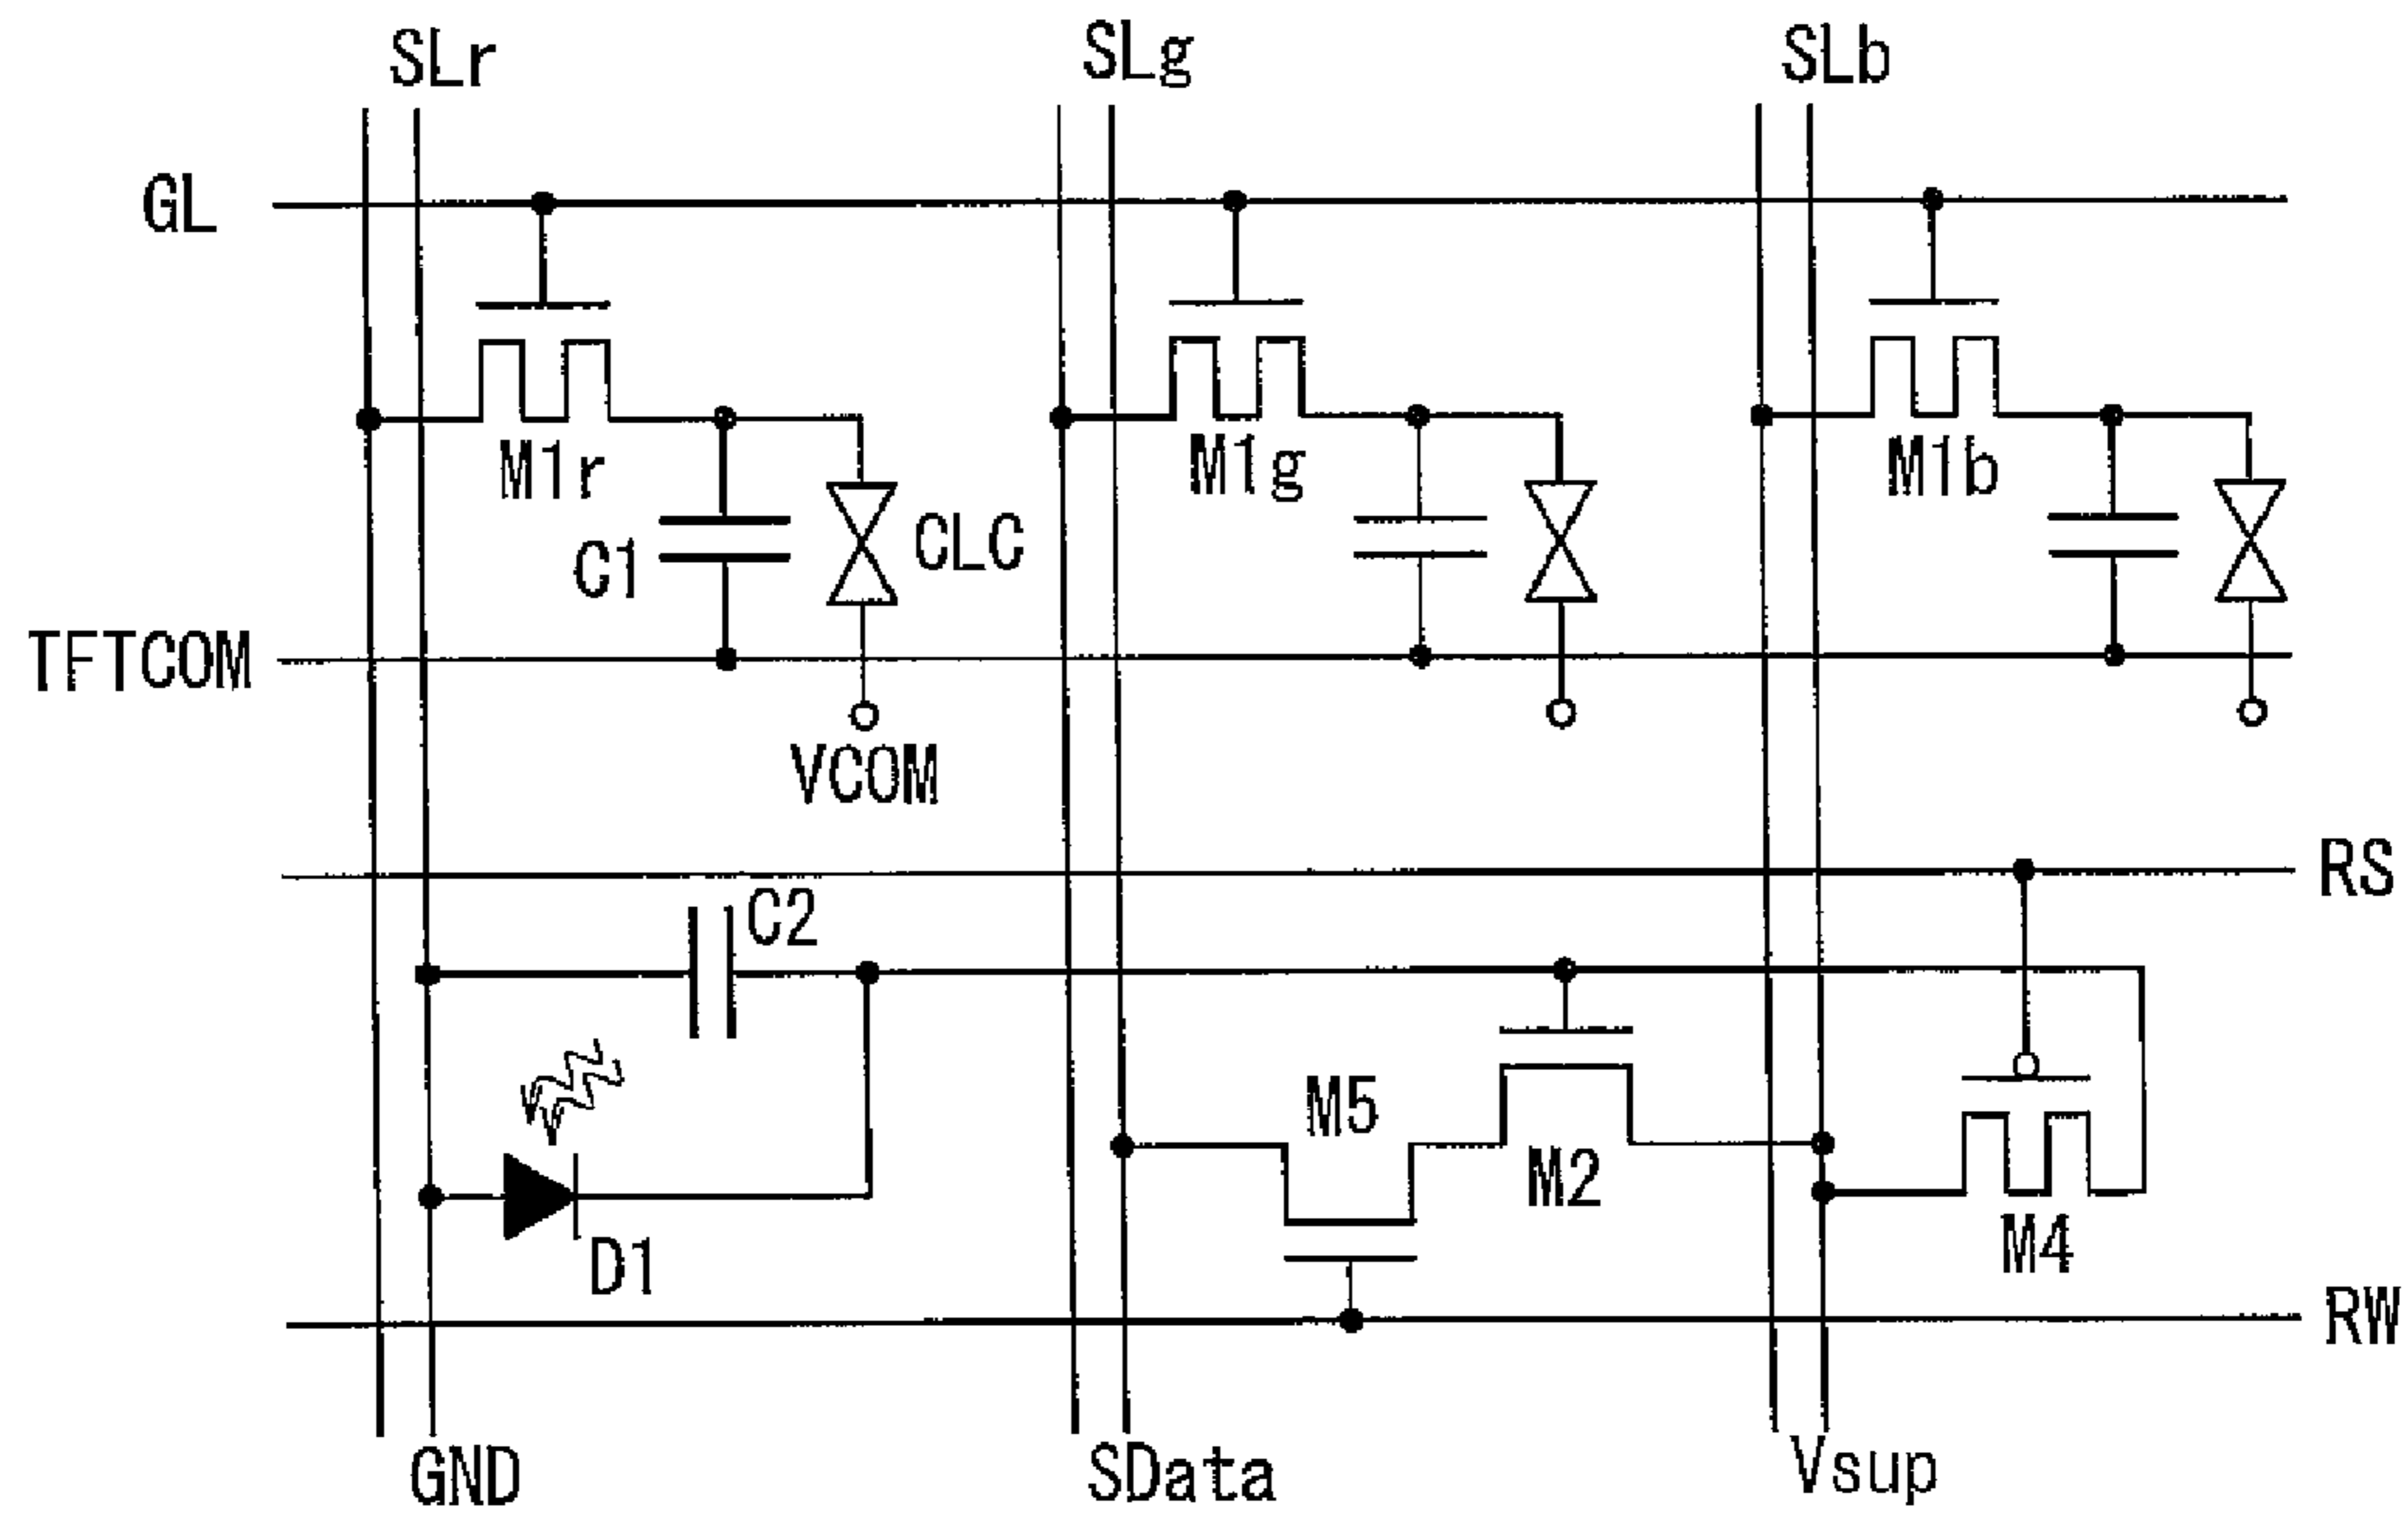 SLr SLg SLb
GL
M1r M1g M1b
C1 CLC
TFTCOM
VCOM
RS
C2
M5
M2
M4
D1
RW
GND SData Vsup